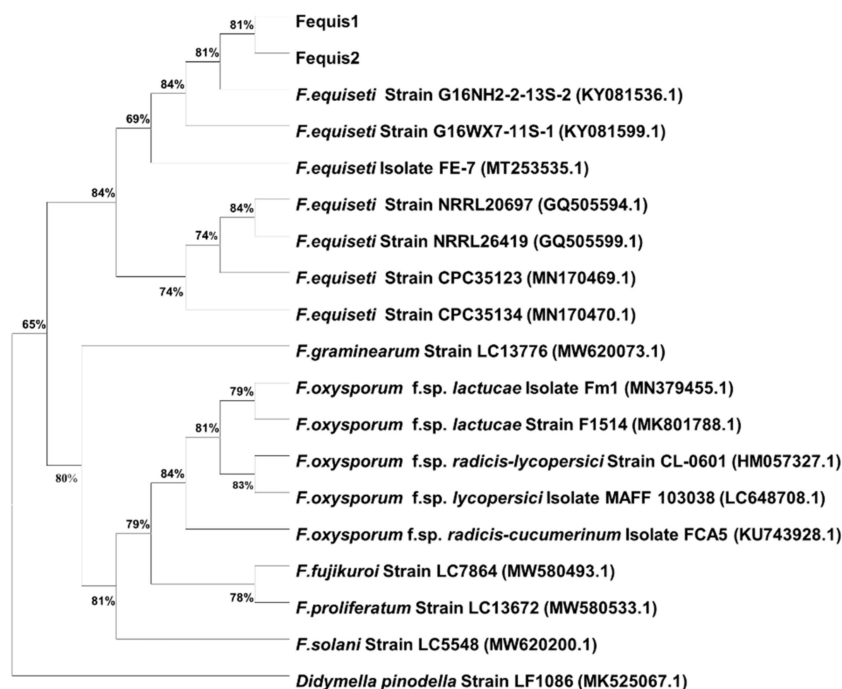 81%
Fequis1
81%
Fequis2
84%
F.equiseti Strain G16NH2-2-13S-2 (KY081536.1)
69%
F.equiseti Strain G16WX7-11S-1 (KY081599.1)
F.equiseti Isolate FE-7 (MT253535.1)
84%
84%
F.equiseti Strain NRRL20697 (GQ505594.1)
74%
F.equiseti Strain NRRL26419 (GQ505599.1)
F.equiseti Strain CPC35123 (MN170469.1)
74%
F.equiseti Strain CPC35134 (MN170470.1)
65%
F.graminearum Strain LC13776 (MW620073.1)
79%
F.oxysporum f.sp. lactucae Isolate Fm1 (MN379455.1)
81%
F.oxysporum f.sp. lactucae Strain F1514 (MK801788.1)
F.oxysporum f.sp. radicis-lycopersici Strain CL-0601 (HM057327.1)
80%
84%
83%
F.oxysporum f.sp. lycopersici Isolate MAFF 103038 (LC648708.1)
79%
F.oxysporum f.sp. radicis-cucumerinum Isolate FCA5 (KU743928.1)
F.fujikuroi Strain LC7864 (MW580493.1)
81%
78%
F.proliferatum Strain LC13672 (MW580533.1)
F.solani Strain LC5548 (MW620200.1)
Didymella pinodella Strain LF1086 (MK525067.1)